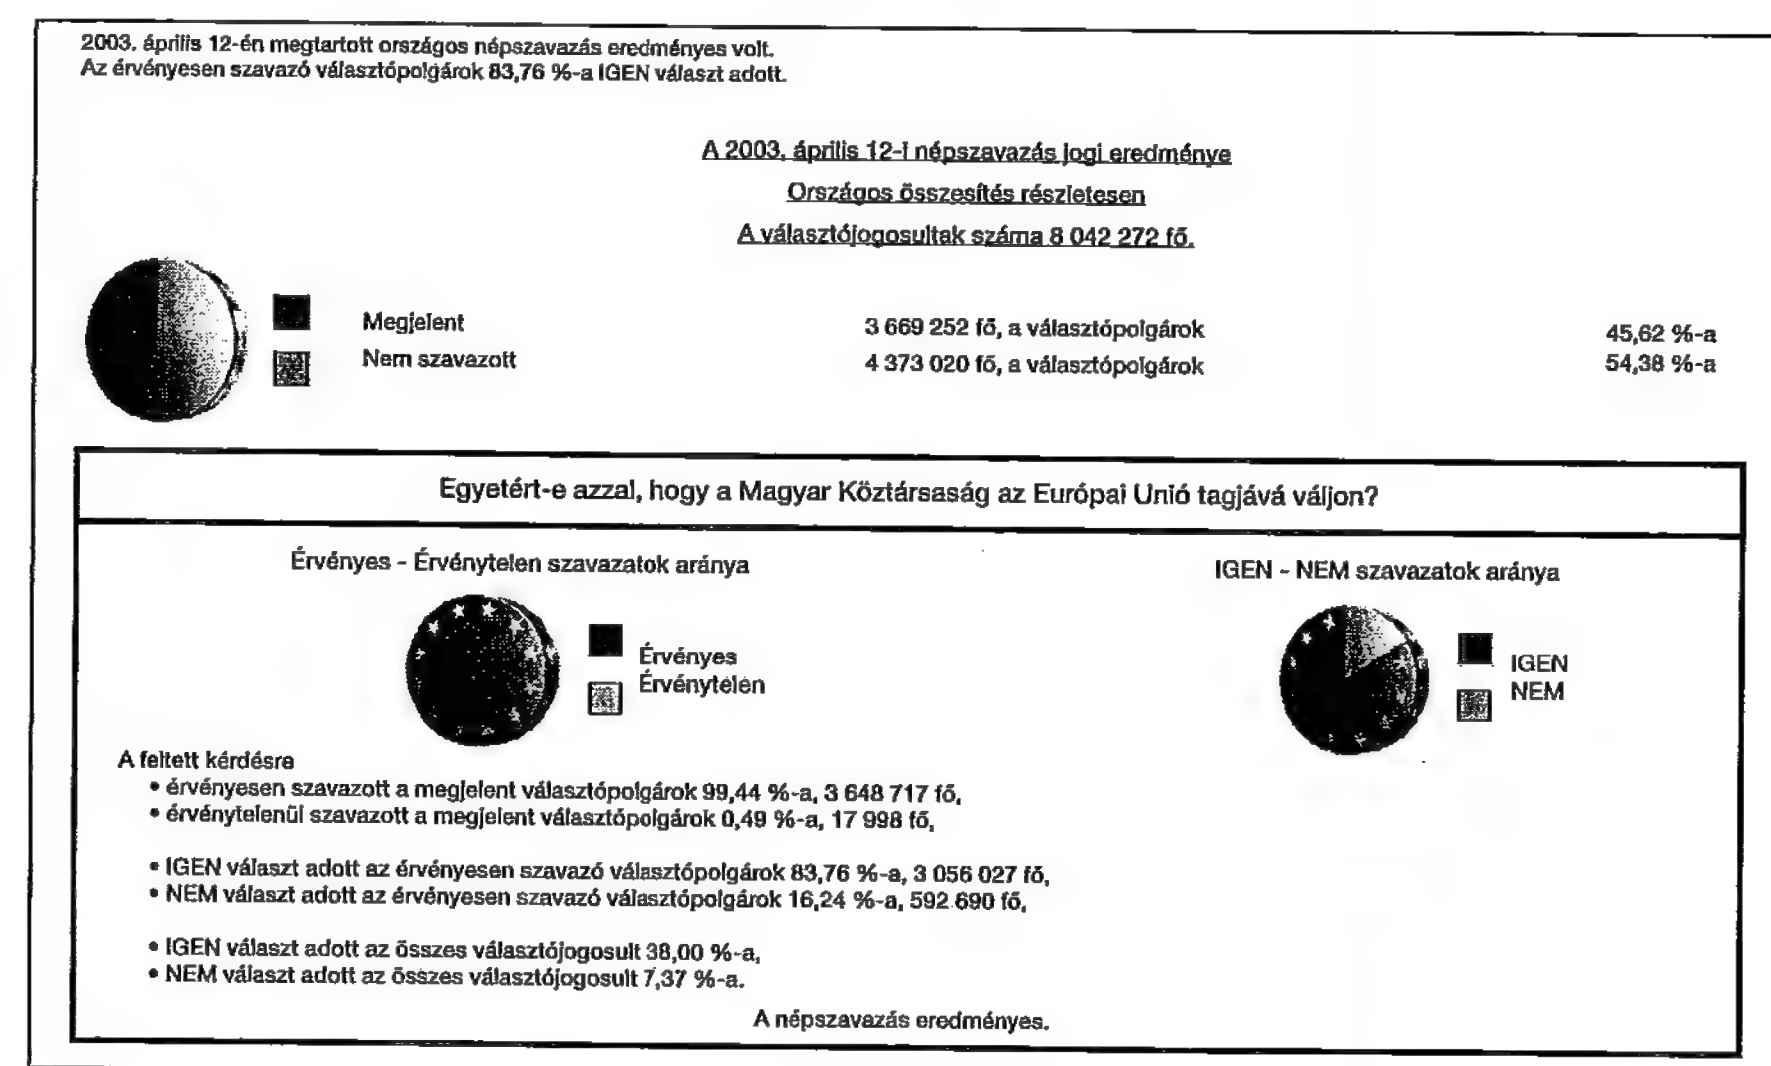 2003. április 12-én megtartott országos népszavazás eredményes volt.
Az érvényesen szavazó választópolgárok 83,76 %-a IGEN választ adott.
A 2003. április 12-i népszavazás jogi eredménye
Országos összesítés részletesen
A választójogosultak száma 8 042 272 fő.
Megjelent 3 669 252 fő, a választópolgárok 45,62 %-a
Nem szavazott 4 373 020 fő, a választópolgárok 54,38 %-a
Egyetért-e azzal, hogy a Magyar Köztársaság az Európai Unió tagjává váljon?
Érvényes - Érvénytelen szavazatok aránya
Érvényes
Érvénytelen
IGEN - NEM szavazatok aránya
IGEN
NEM
A feltett kérdésre
• érvényesen szavazott a megjelent választópolgárok 99,44 %-a, 3 648 717 fő,
• érvénytelenül szavazott a megjelent választópolgárok 0,49 %-a, 17 998 fő,
• IGEN választ adott az érvényesen szavazó választópolgárok 83,76 %-a, 3 056 027 fő,
• NEM választ adott az érvényesen szavazó választópolgárok 16,24 %-a, 592 690 fő,
• IGEN választ adott az összes választójogosult 38,00 %-a,
• NEM választ adott az összes választójogosult 7,37 %-a.
A népszavazás eredményes.